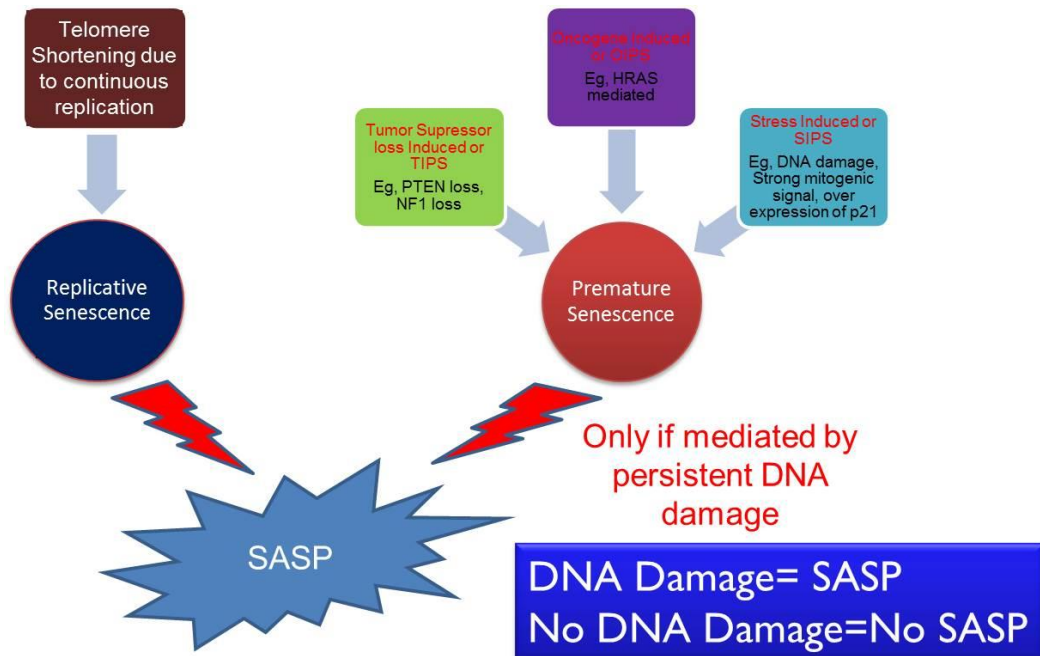 Telomere
Shortening due
to continuous
replication
Oncogene Induced
or OIPS
Eg, HRAS
mediated
Tumor Supressor
loss Induced or
TIPS
Eg, PTEN loss,
NF1 loss
Stress Induced or
SIPS
Eg, DNA damage,
Strong mitogenic
signal, over
expression of p21
Replicative
Senescence
Premature
Senescence
Only if mediated by
persistent DNA
damage
SASP
DNA Damage= SASP
No DNA Damage=No SASP